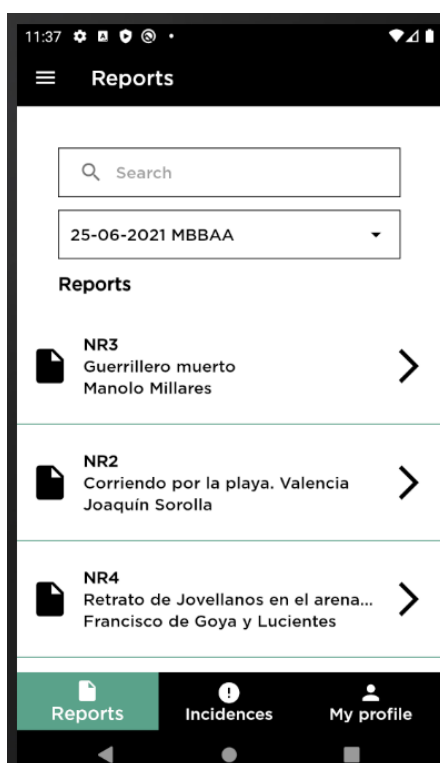 11:37
Reports
Search
25-06-2021 MBBAA
Reports
NR3
Guerrillero muerto
Manolo Millares
NR2
Corriendo por la playa. Valencia
Joaquín Sorolla
NR4
Retrato de Jovellanos en el arena...
Francisco de Goya y Lucientes
Reports Incidences My profile